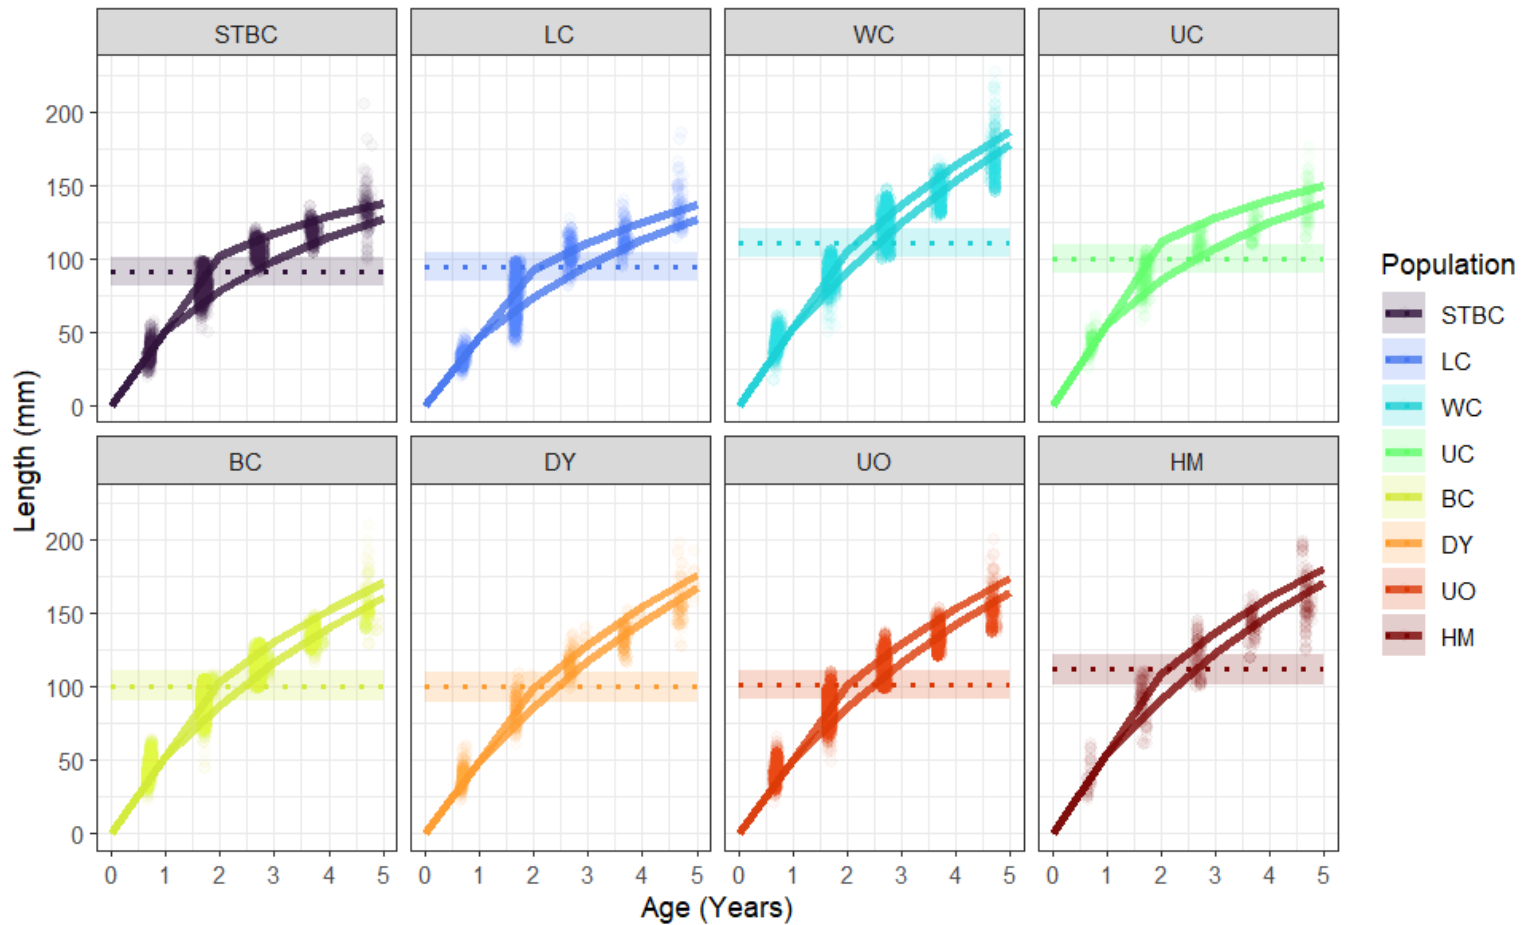 STBC LC WC UC
200
150
100
50
0
BC DY UO HM
200
150
100
50
0
0 1 2 3 4 5 0 1 2 3 4 5 0 1 2 3 4 5 0 1 2 3 4 5
Age (Years)
Length (mm)
Population
STBC
LC
WC
UC
BC
DY
UO
HM